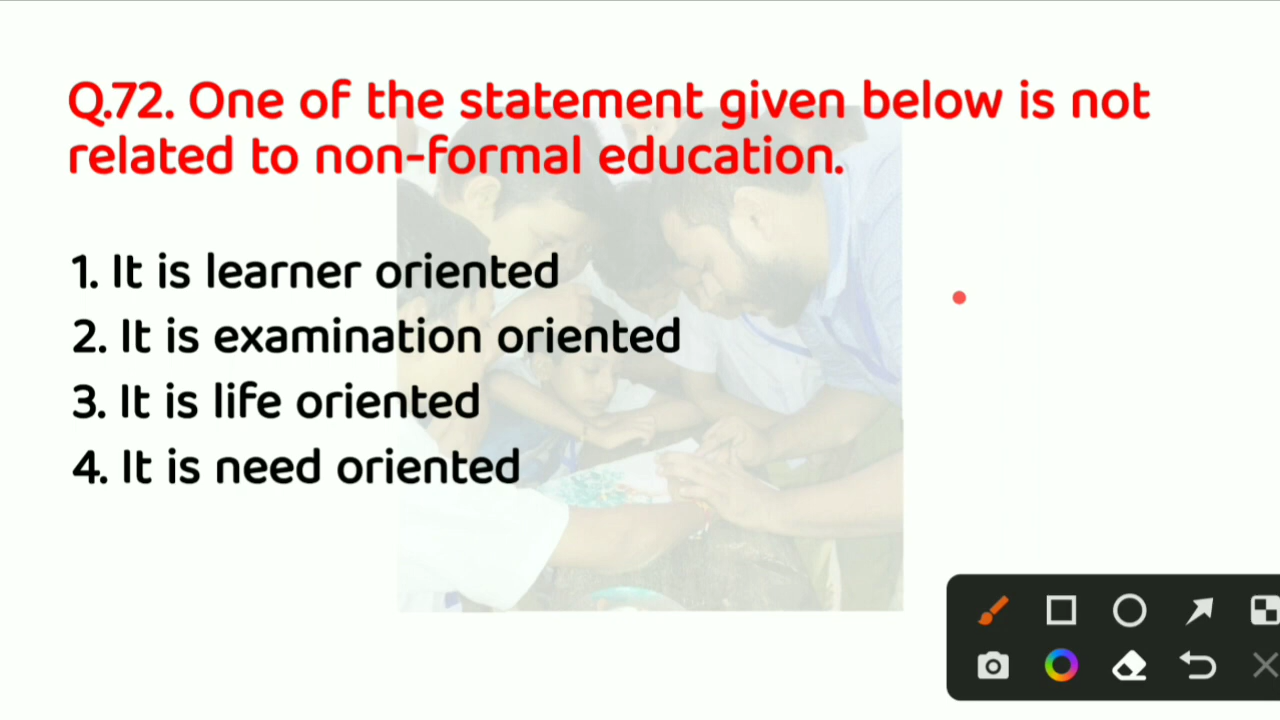 Q.72. One of the statement given below is not
related to non-formal education.
1. It is learner oriented
2. It is examination oriented
3. It is life oriented
4. It is need oriented